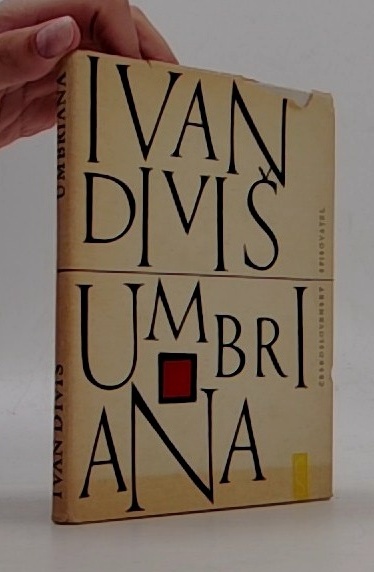 IVAN
DIVIŠ
UMBRI
ANA
ČESKOSLOVENSKÝ SPISOVATEL
UMBRIANA
IVAN DIVIŠ